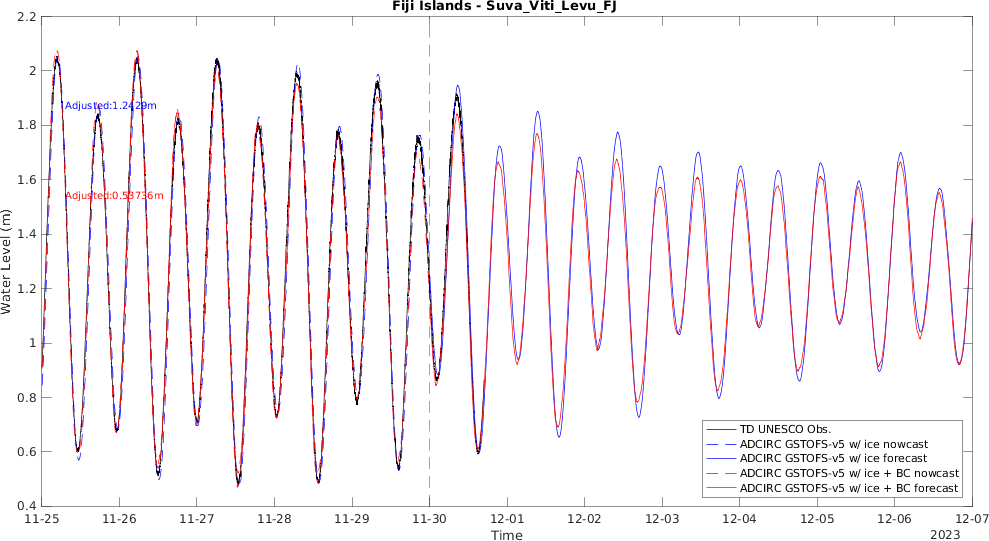 Fiji Islands - Suva_Viti_Levu_FJ
2.2
2
1.8
1.6
1.4
1.2
1
0.8
0.6
0.4
Water Level (m)
Adjusted:1.2429m
Adjusted:0.53736m
TD UNESCO Obs.
ADCIRC GSTOFS-v5 w/ ice nowcast
ADCIRC GSTOFS-v5 w/ ice forecast
ADCIRC GSTOFS-v5 w/ ice + BC nowcast
ADCIRC GSTOFS-v5 w/ ice + BC forecast
11-25 11-26 11-27 11-28 11-29 11-30 12-01 12-02 12-03 12-04 12-05 12-06 12-07
Time
2023